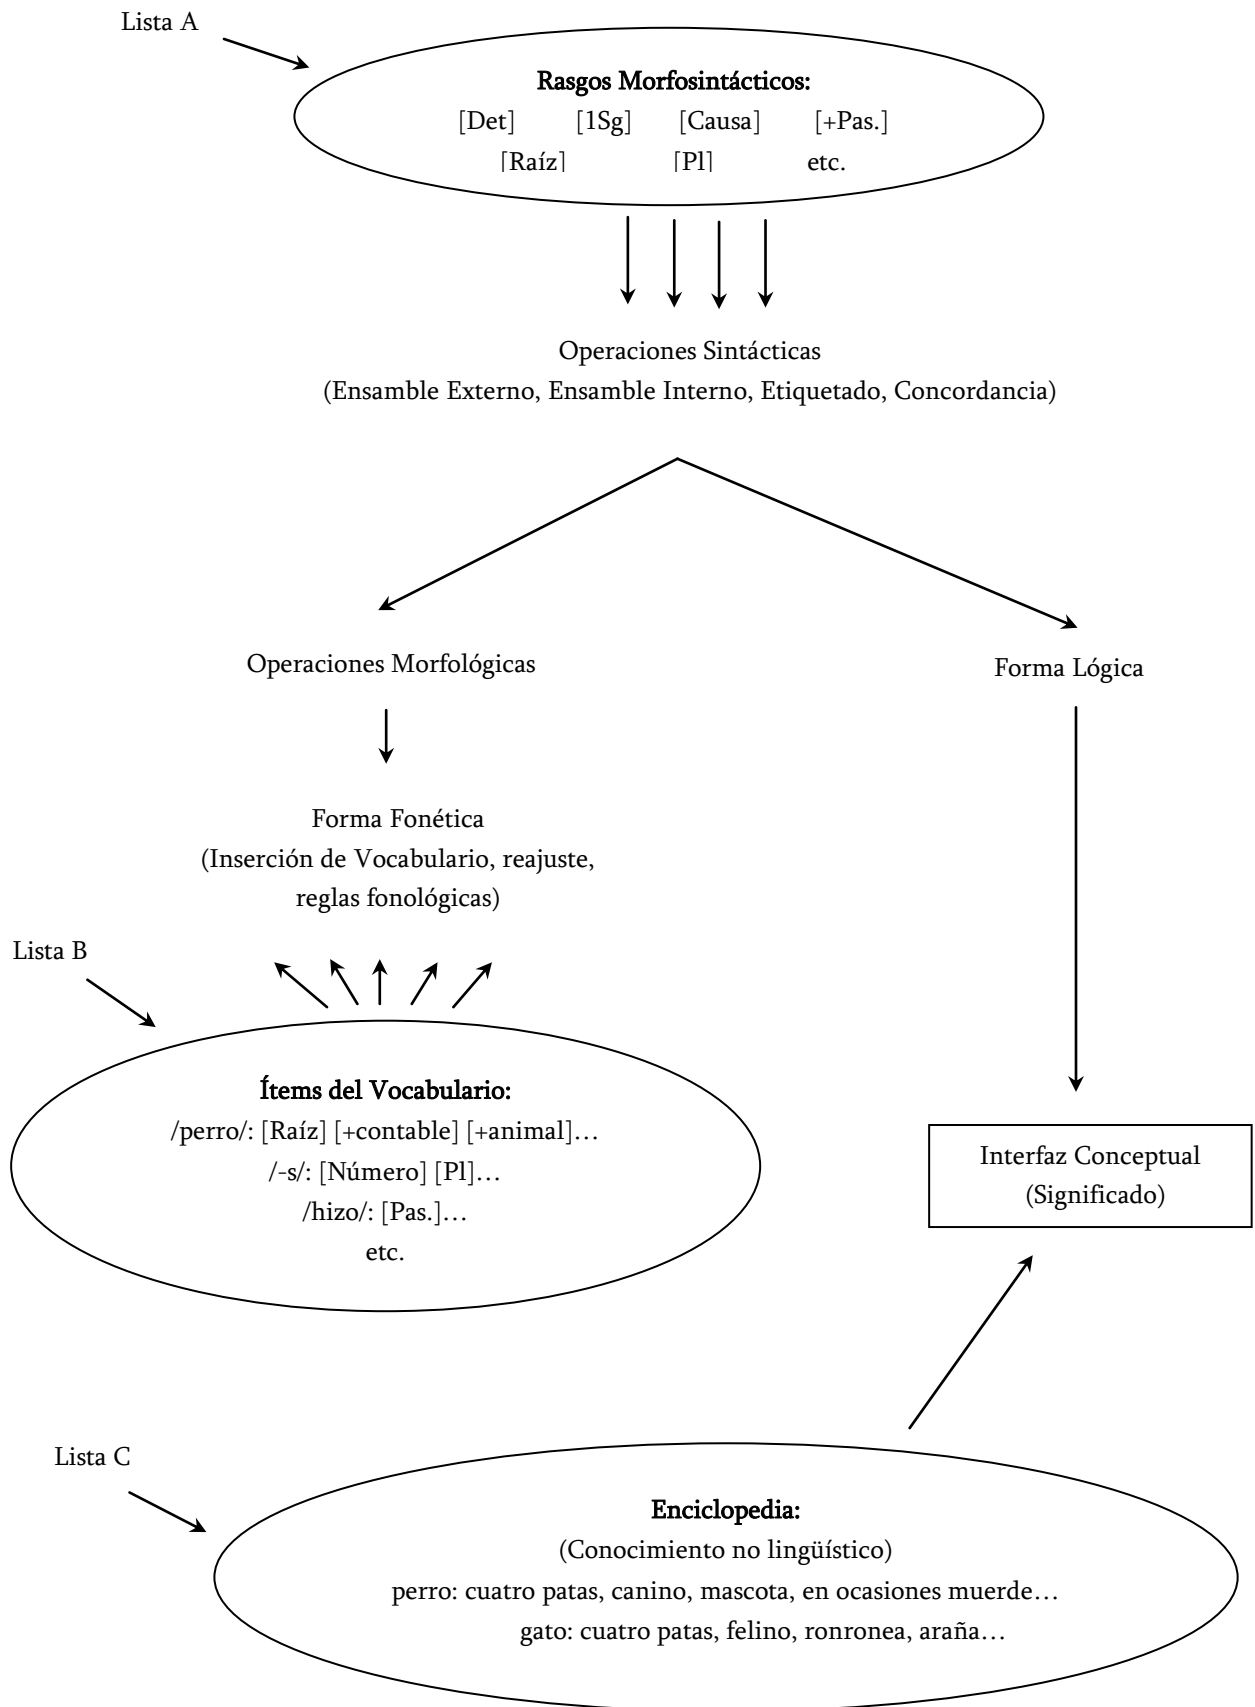 Lista A
Rasgos Morfosintácticos:
[Det] [1Sg] [Causa] [+Pas.]
[Raíz] [Pl] etc.
Operaciones Sintácticas
(Ensamble Externo, Ensamble Interno, Etiquetado, Concordancia)
Operaciones Morfológicas
Forma Lógica
Forma Fonética
(Inserción de Vocabulario, reajuste,
reglas fonológicas)
Lista B
Ítems del Vocabulario:
/perro/: [Raíz] [+contable] [+animal]…
/-s/: [Número] [Pl]…
/hizo/: [Pas.]…
etc.
Interfaz Conceptual
(Significado)
Lista C
Enciclopedia:
(Conocimiento no lingüístico)
perro: cuatro patas, canino, mascota, en ocasiones muerde…
gato: cuatro patas, felino, ronronea, araña…